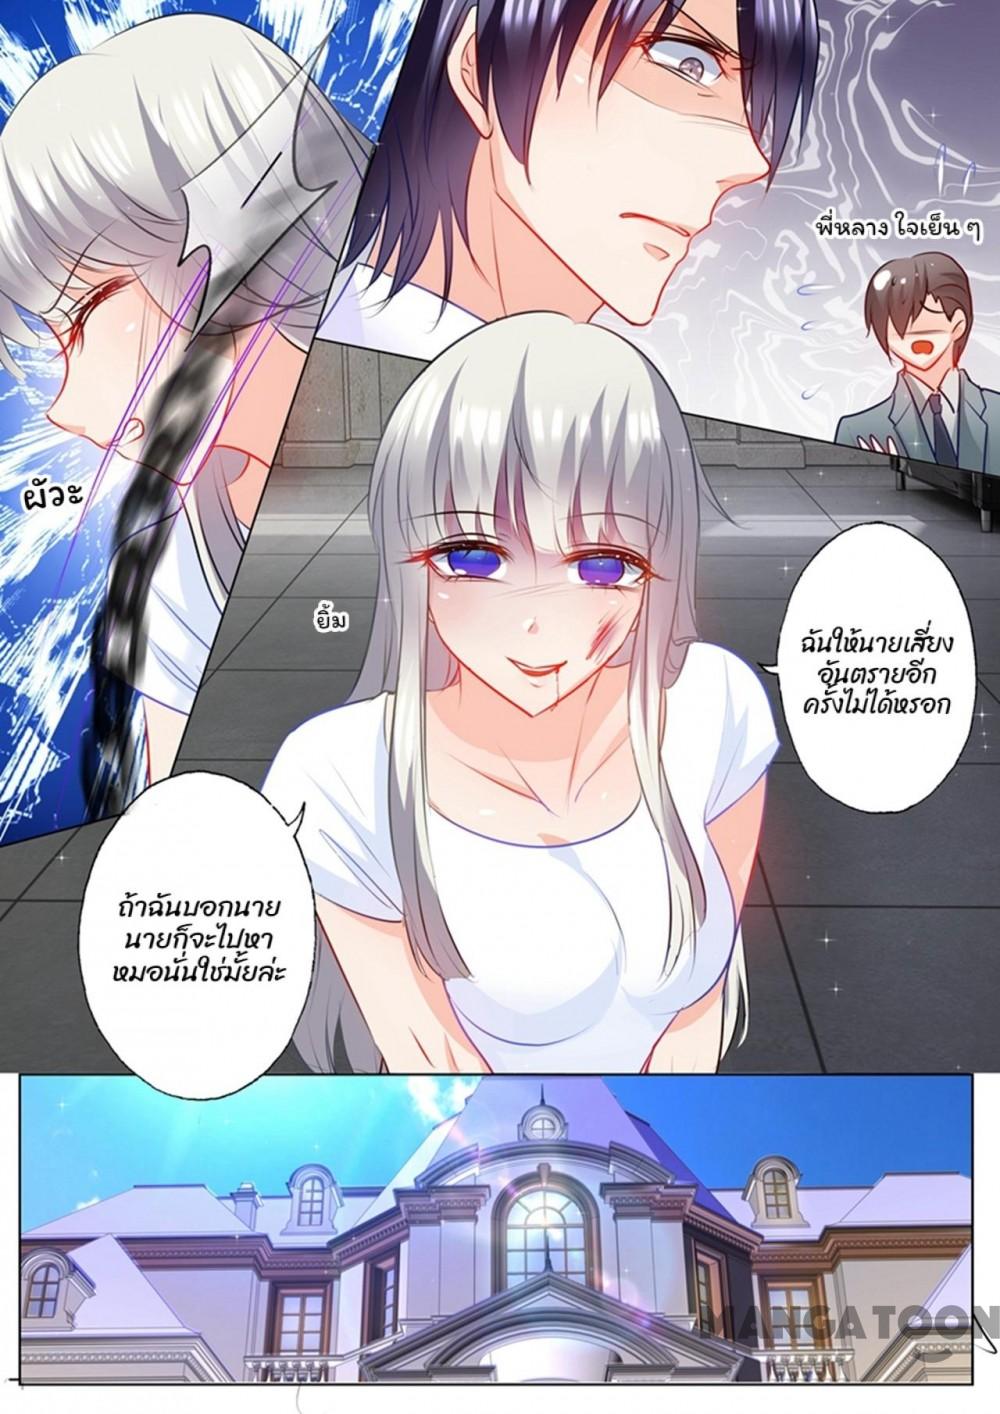 พี่หลาง ใจเย็น ๆ
ผัวะ
ยิ้ม
ฉันให้นายเสี่ยง
อันตรายอีก
ครั้งไม่ได้หรอก
ถ้าฉันบอกนาย
นายก็จะไปหา
หมอนั่นใช่มั้ยล่ะ
MANGATOON